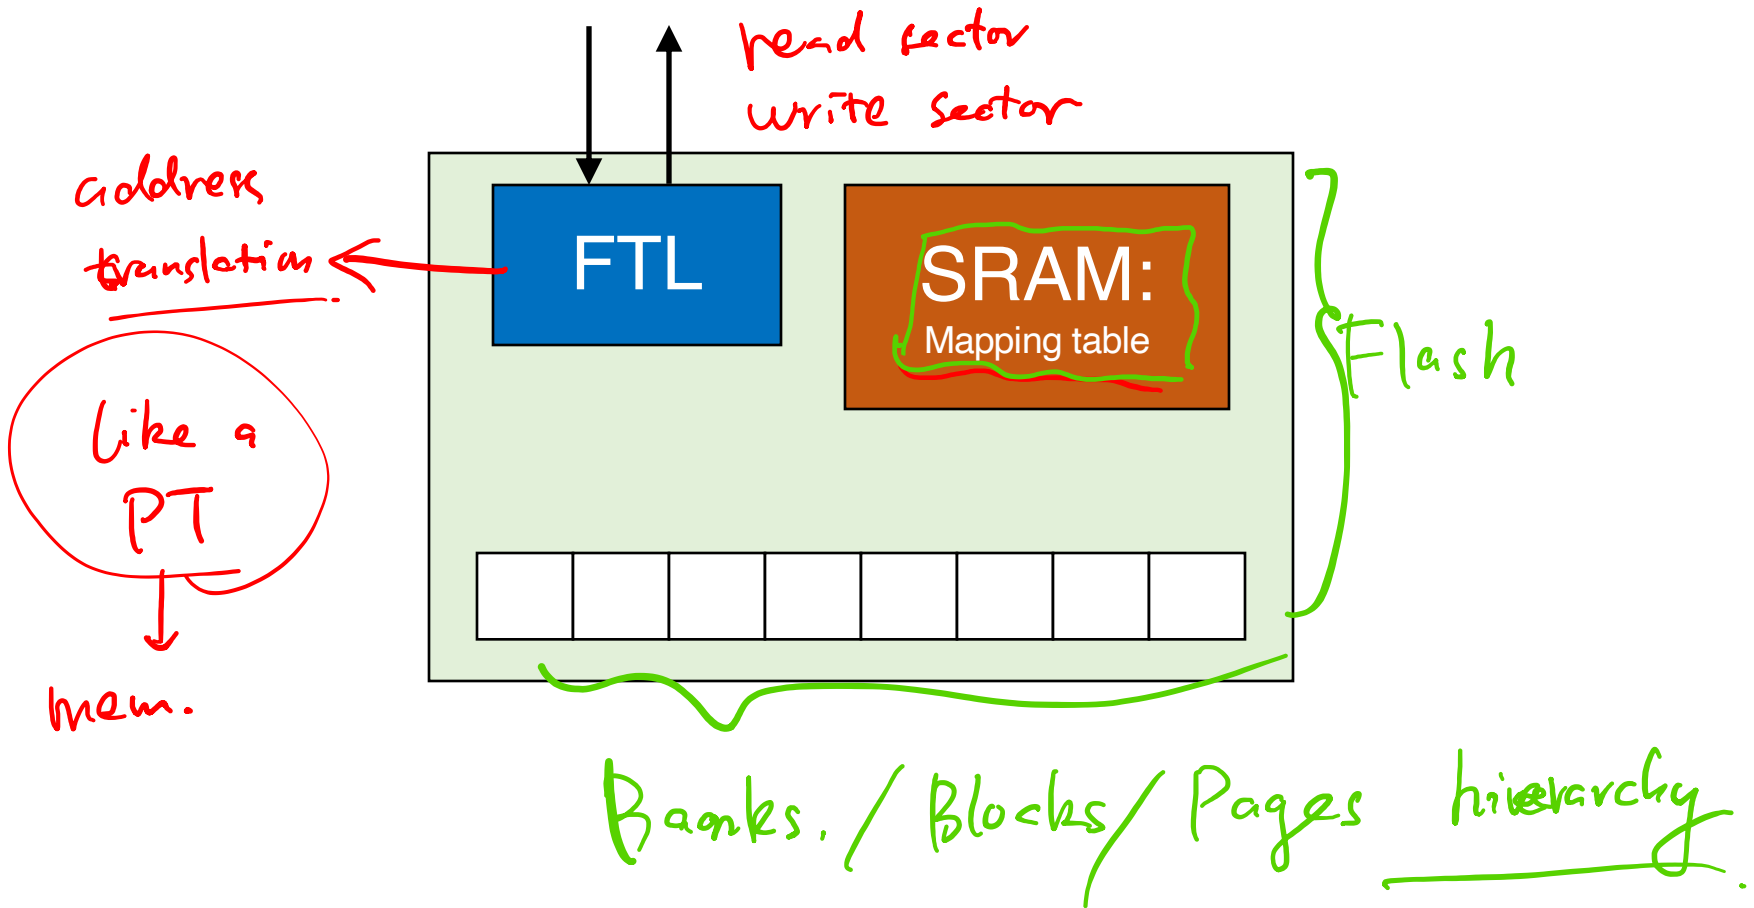 read sector
write sector
address
translation
FTL
SRAM:
Mapping table
Flash
like a
PT
mem.
Banks. / Blocks / Pages hierarchy